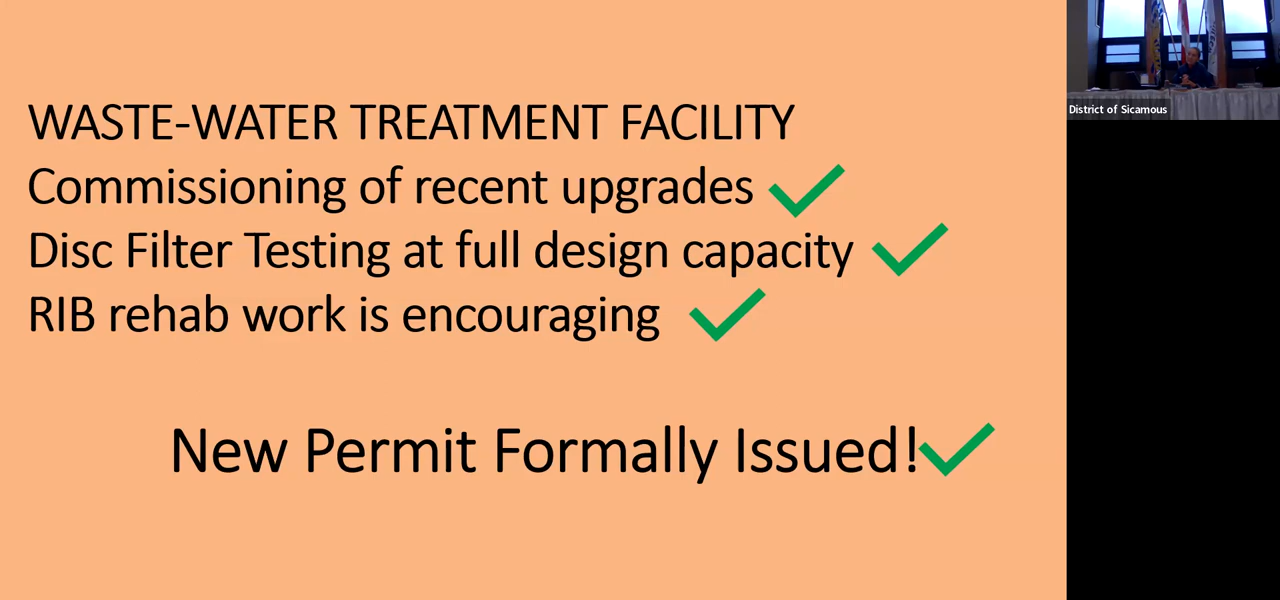 WASTE-WATER TREATMENT FACILITY
Commissioning of recent upgrades
Disc Filter Testing at full design capacity
RIB rehab work is encouraging
New Permit Formally Issued!
District of Sicamous